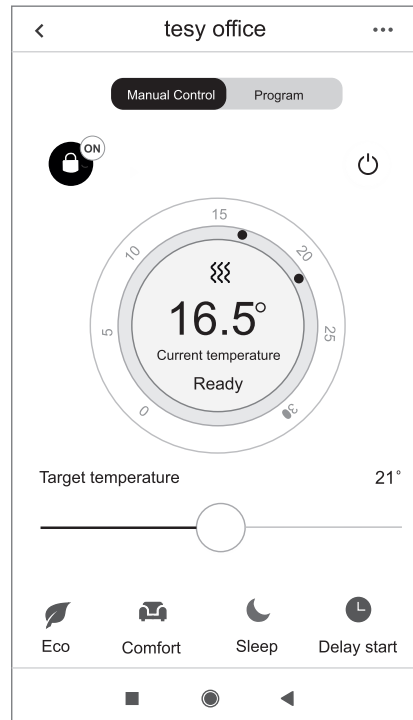 tesy office
Manual Control Program
ON
15
10 20
5 25
0
16.5°
Current temperature
Ready
Target temperature 21°
Eco Comfort Sleep Delay start